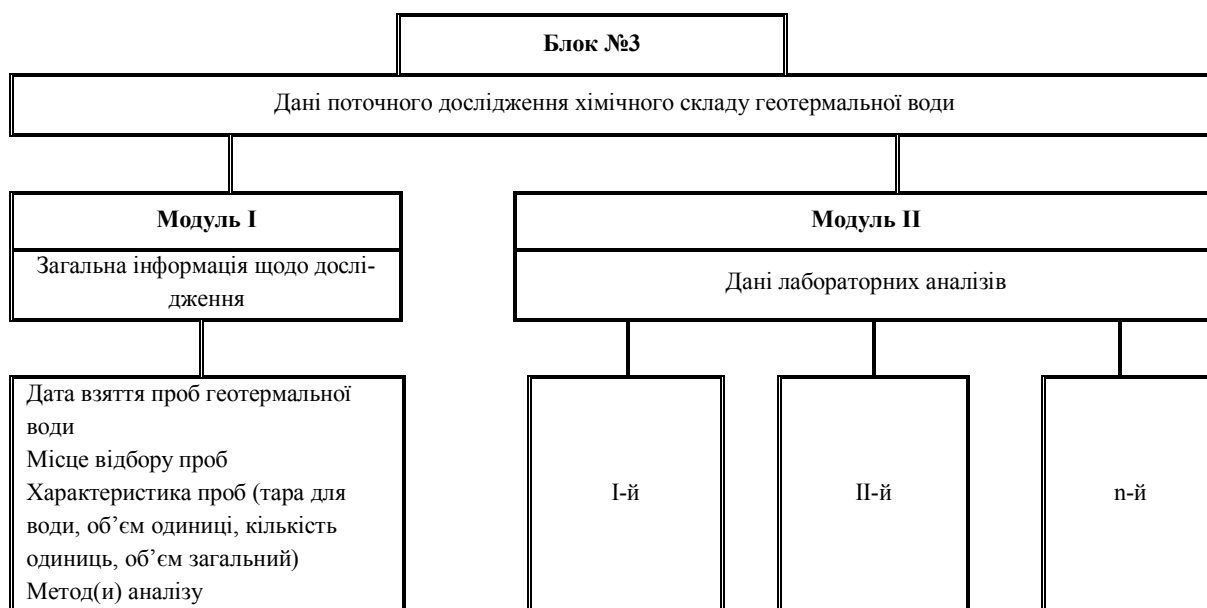 Блок №3
Дані поточного дослідження хімічного складу геотермальної води
Модуль I
Загальна інформація щодо дослі-
дження
Модуль II
Дані лабораторних аналізів
Дата взяття проб геотермальної
води
Місце відбору проб
Характеристика проб (тара для
води, об’єм одиниці, кількість
одиниць, об’єм загальний)
Метод(и) аналізу
I-й
II-й
n-й